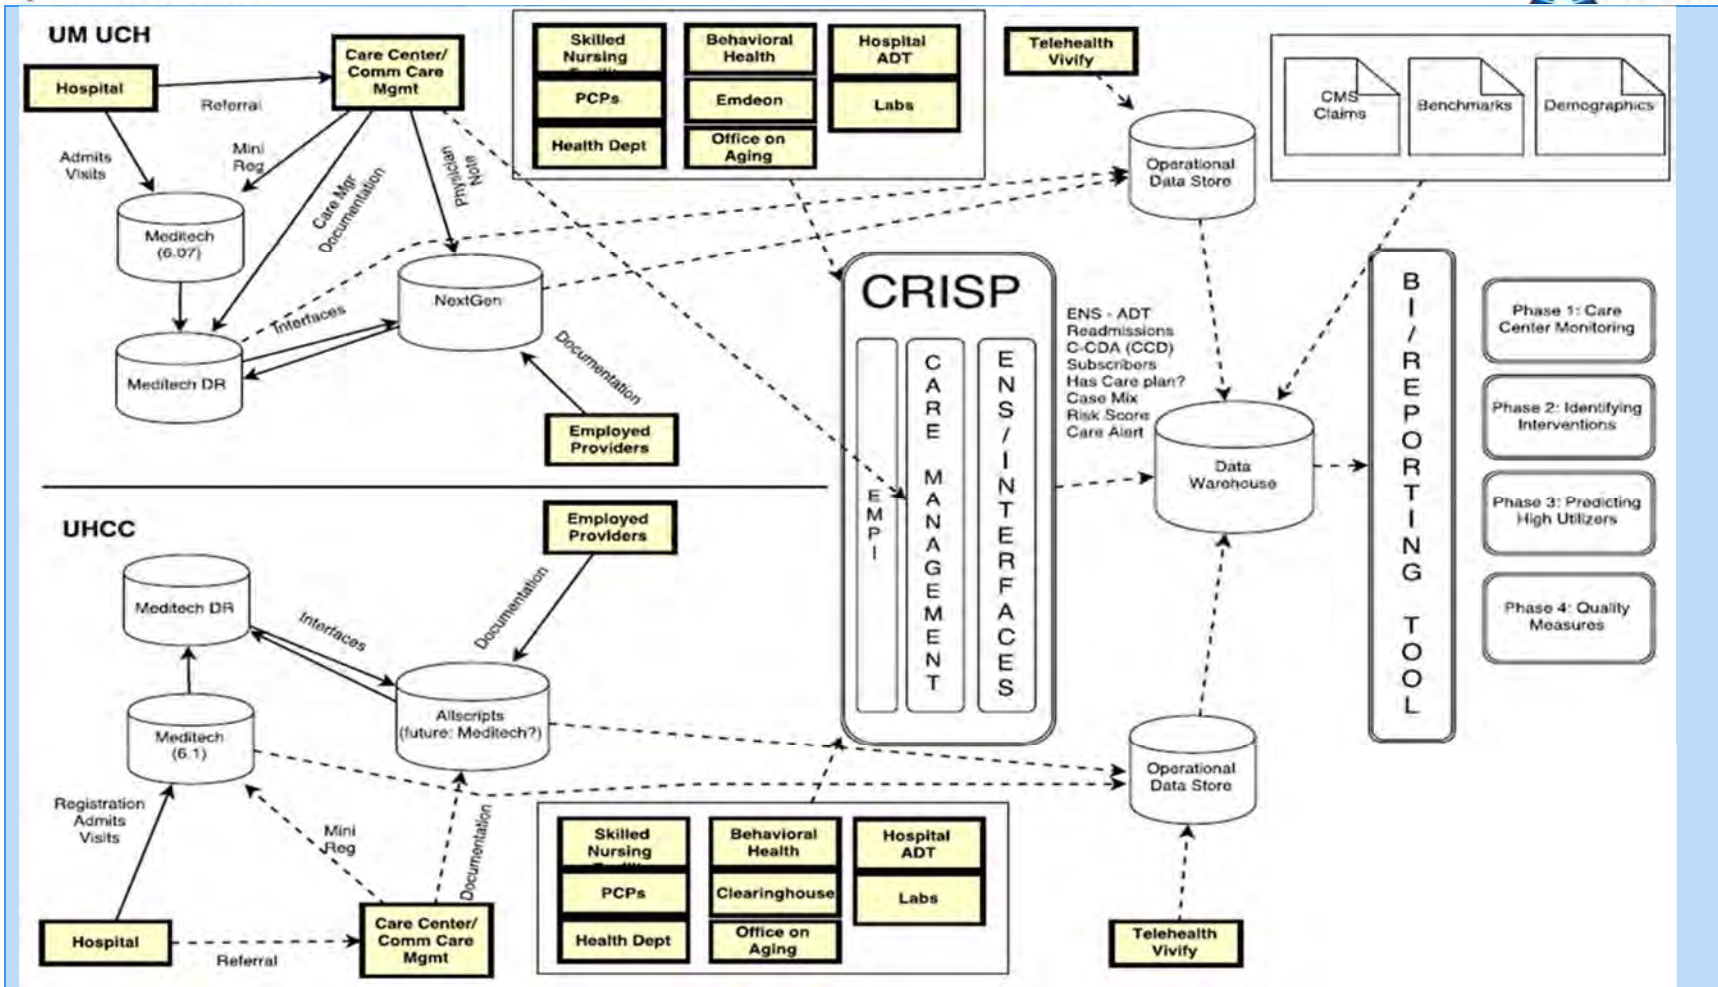 UM UCH
Hospital
Referral
Care Center/
Comm Care
Mgmt
Admits
Visits
Mini
Reg
Care Mgr
Documentation
Physician
Note
Meditech
(6.07)
Meditech DR
Interfaces
NextGen
Documentation
Employed
Providers
Skilled
Nursing
PCPs
Health Dept
Behavioral
Health
Emdeon
Office on
Aging
Hospital
ADT
Labs
Telehealth
Vivify
Operational
Data Store
CMS
Claims
Benchmarks
Demographics
CRISP
EMPI
CARE MANAGEMENT
ENS/INTERFACES
ENS - ADT
Readmissions
C-CDA (CCD)
Subscribers
Has Care plan?
Case Mix
Risk Score
Care Alert
Data
Warehouse
BI/REPORTING TOOL
Phase 1: Care
Center Monitoring
Phase 2: Identifying
Interventions
Phase 3: Predicting
High Utilizers
Phase 4: Quality
Measures
UHCC
Employed
Providers
Documentation
Meditech DR
Interfaces
Meditech
(6.1)
Allscripts
(future: Meditech?)
Registration
Admits
Visits
Mini
Reg
Documentation
Hospital
Referral
Care Center/
Comm Care
Mgmt
Skilled
Nursing
PCPs
Health Dept
Behavioral
Health
Clearinghouse
Office on
Aging
Hospital
ADT
Labs
Operational
Data Store
Telehealth
Vivify